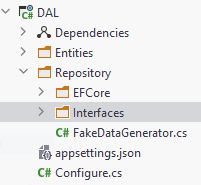 DAL
Dependencies
Entities
Repository
EFCore
Interfaces
C# FakeDataGenerator.cs
appsettings.json
C# Configure.cs